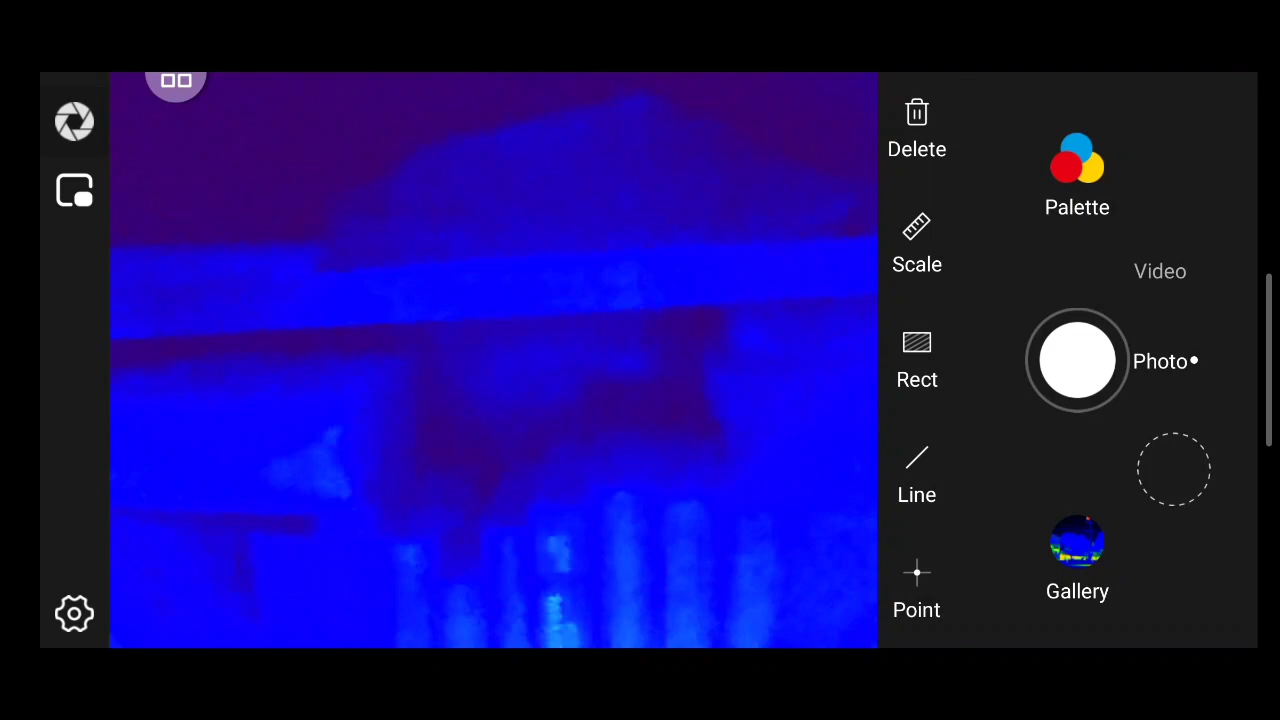 Delete
Scale
Rect
Line
Point
Palette
Video
Photo
Gallery